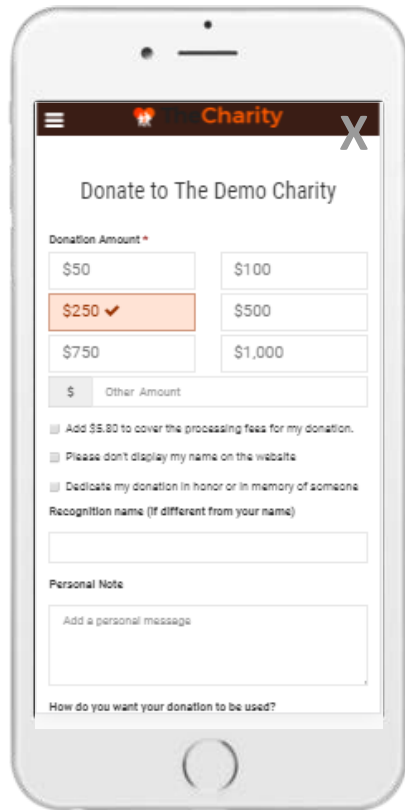 TheCharity
X
Donate to The Demo Charity
Donation Amount *
$50 $100
$250 ✔ $500
$750 $1,000
$ Other Amount
Add $5.80 to cover the processing fees for my donation.
Please don't display my name on the website
Dedicate my donation in honor or in memory of someone
Recognition name (if different from your name)
Personal Note
Add a personal message
How do you want your donation to be used?